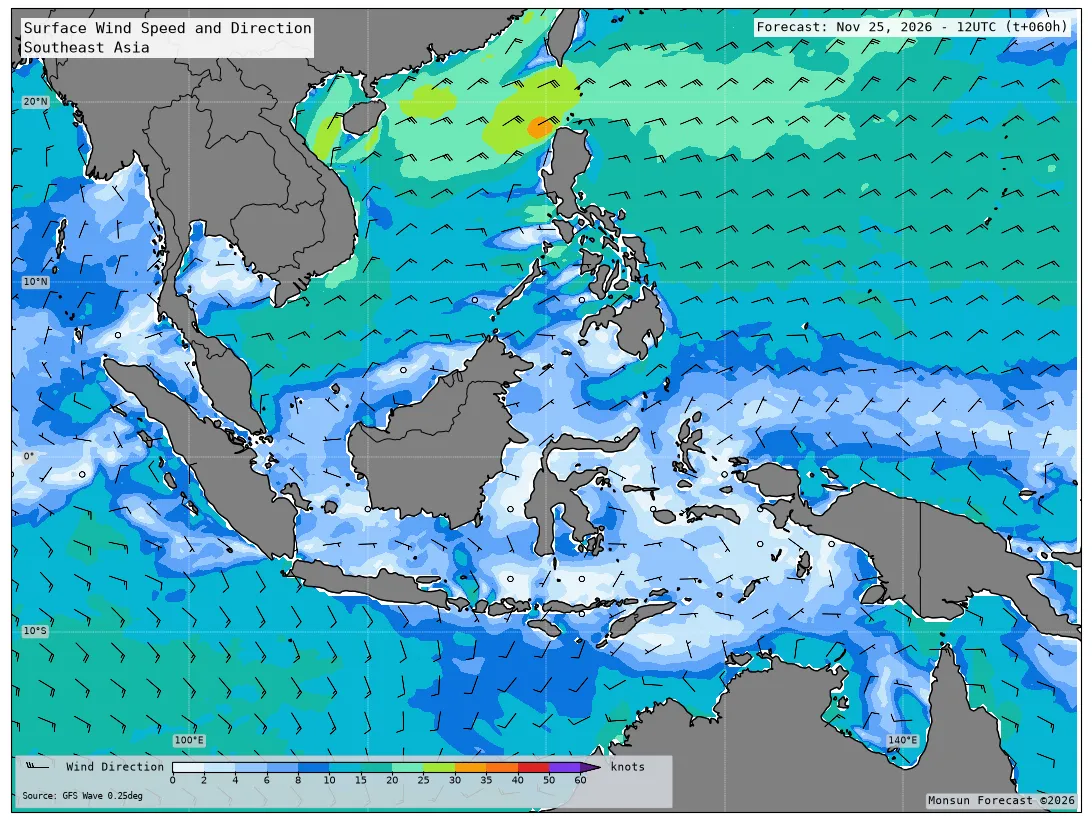 Surface Wind Speed and Direction
Southeast Asia
Forecast: Nov 25, 2026 - 12UTC (t+060h)
20°N
10°N
0°
10°S
100°E
140°E
Wind Direction
0 2 4 6 8 10 15 20 25 30 35 40 50 60
knots
Source: GFS Wave 0.25deg
Monsun Forecast ©2026